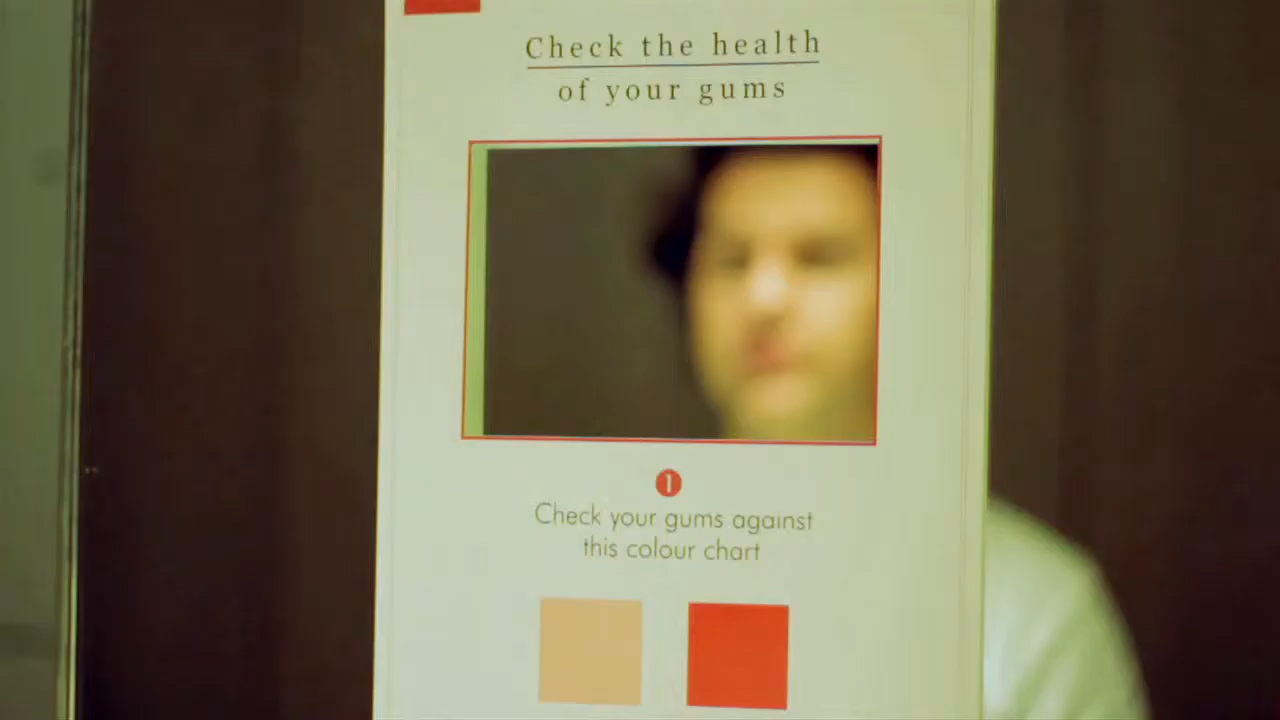 Check the health
of your gums
1
Check your gums against
this colour chart